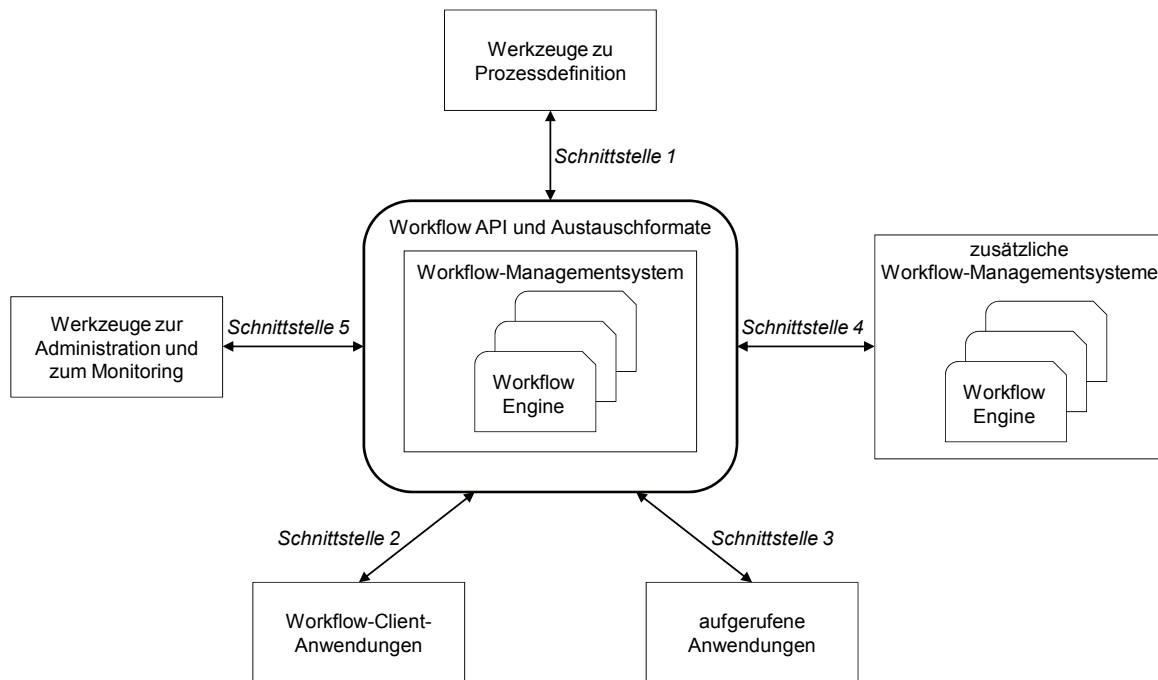 Werkzeuge zu
Prozessdefinition
Schnittstelle 1
Workflow API und Austauschformate
Workflow-Managementsystem
Workflow
Engine
zusätzliche
Workflow-Managementsysteme
Workflow
Engine
Schnittstelle 4
Schnittstelle 5
Werkzeuge zur
Administration und
zum Monitoring
Schnittstelle 2
Schnittstelle 3
Workflow-Client-
Anwendungen
aufgerufene
Anwendungen